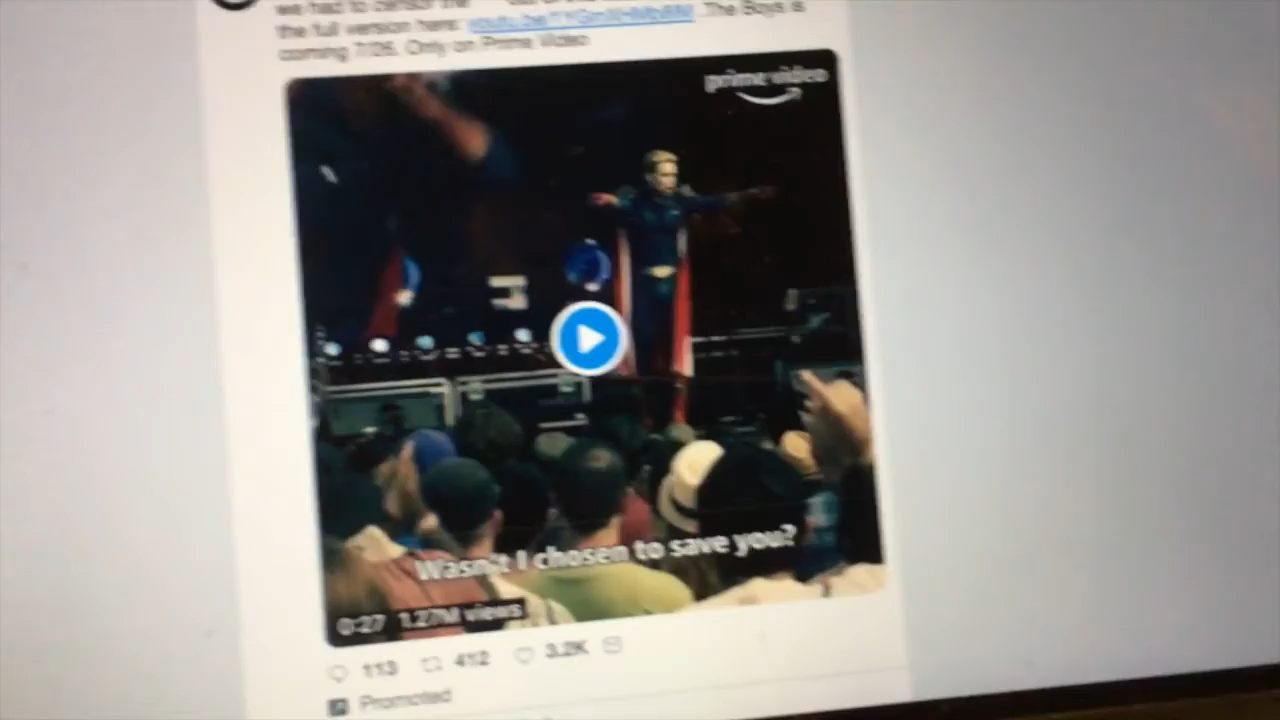 we had to censor the
the full version here:
The Boys is
coming 7/26. Only on Prime Video
prime video
Wasn't I chosen to save you?
0:27 1.27M views
113 412 3.2K
Promoted